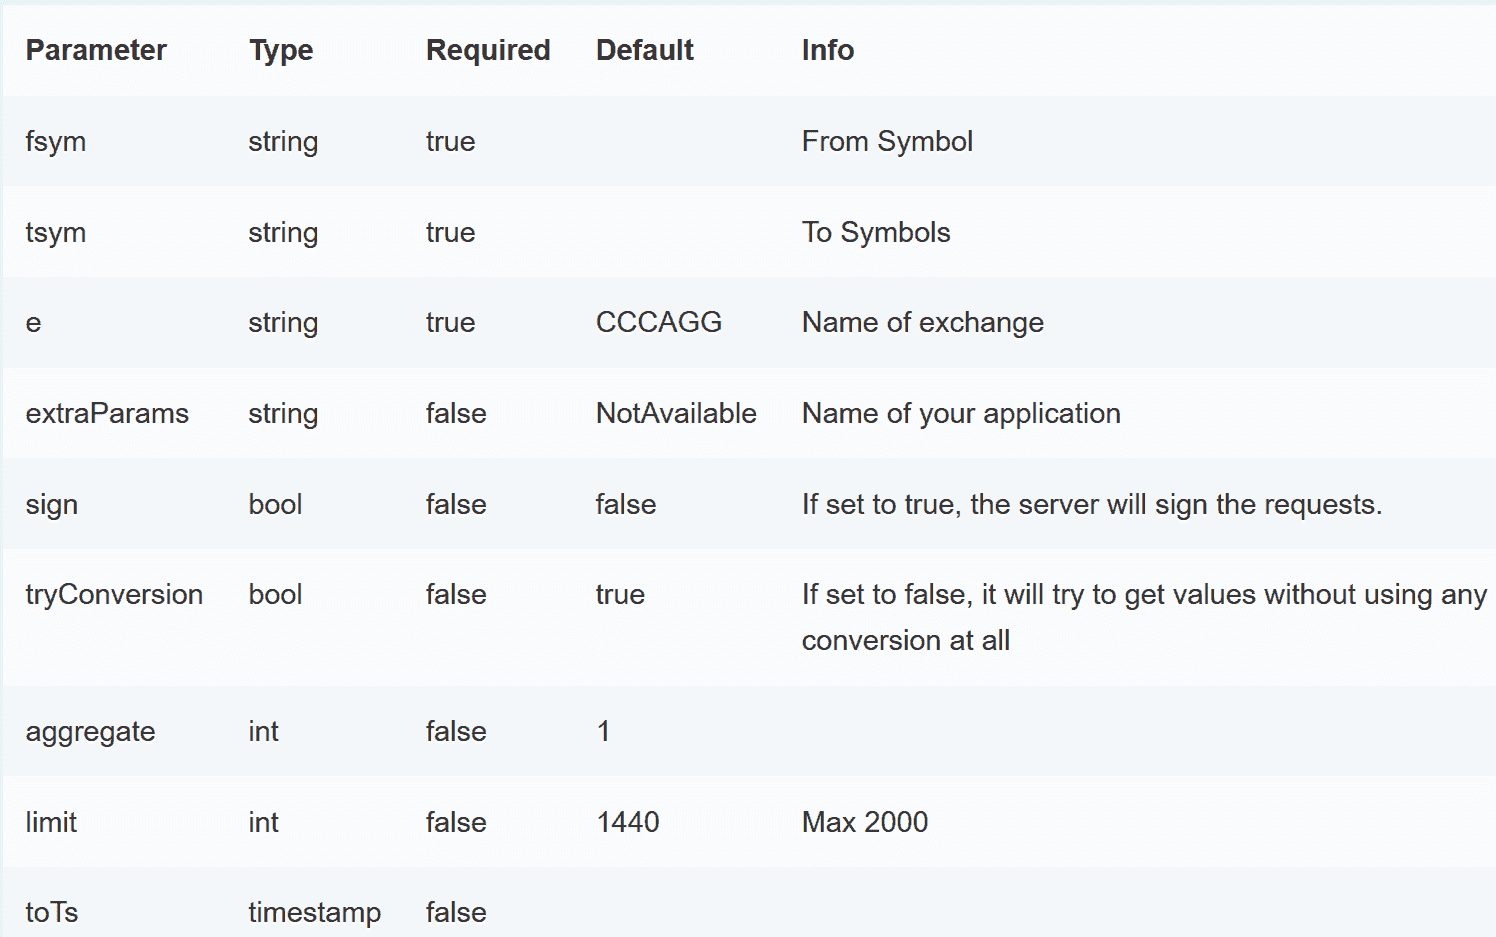 Parameter Type Required Default Info
fsym string true From Symbol
tsym string true To Symbols
e string true CCCAGG Name of exchange
extraParams string false NotAvailable Name of your application
sign bool false false If set to true, the server will sign the requests.
tryConversion bool false true If set to false, it will try to get values without using any
conversion at all
aggregate int false 1
limit int false 1440 Max 2000
toTs timestamp false